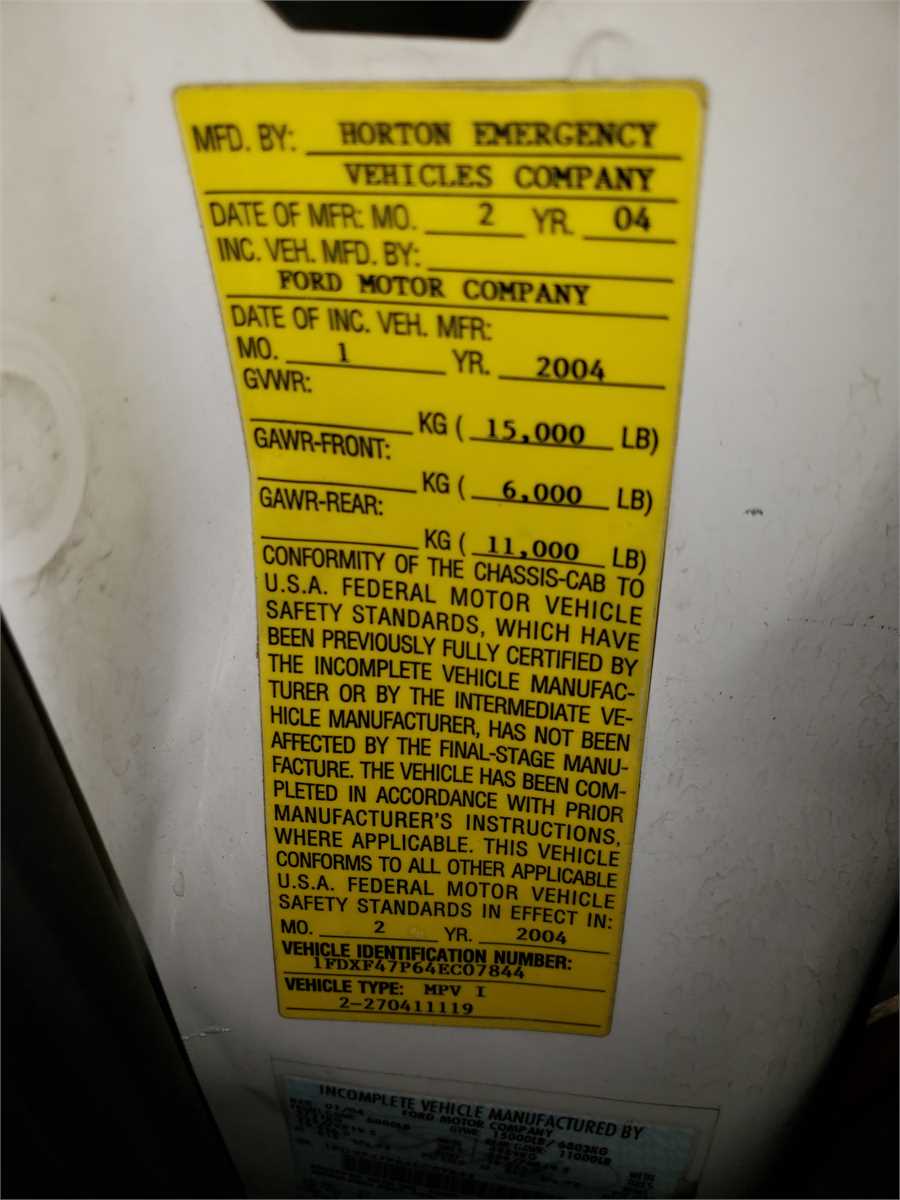 MFD. BY: HORTON EMERGENCY
VEHICLES COMPANY
DATE OF MFR: MO. 2 YR. 04
INC. VEH. MFD. BY:
FORD MOTOR COMPANY
DATE OF INC. VEH. MFR:
MO. 1 YR. 2004
GVWR:
KG ( 15,000 LB)
GAWR-FRONT:
KG ( 6,000 LB)
GAWR-REAR:
KG ( 11,000 LB)
CONFORMITY OF THE CHASSIS-CAB TO
U.S.A. FEDERAL MOTOR VEHICLE
SAFETY STANDARDS, WHICH HAVE
BEEN PREVIOUSLY FULLY CERTIFIED BY
THE INCOMPLETE VEHICLE MANUFAC-
TURER OR BY THE INTERMEDIATE VE-
HICLE MANUFACTURER, HAS NOT BEEN
AFFECTED BY THE FINAL-STAGE MANU-
FACTURE. THE VEHICLE HAS BEEN COM-
PLETED IN ACCORDANCE WITH PRIOR
MANUFACTURER'S INSTRUCTIONS,
WHERE APPLICABLE. THIS VEHICLE
CONFORMS TO ALL OTHER APPLICABLE
U.S.A. FEDERAL MOTOR VEHICLE
SAFETY STANDARDS IN EFFECT IN:
MO. 2 YR. 2004
VEHICLE IDENTIFICATION NUMBER:
1FDXF47P64EC07844
VEHICLE TYPE: MPV I
2-270411119
INCOMPLETE VEHICLE MANUFACTURED BY
FORD MOTOR COMPANY
01/04 GVWR 15000LB/ 6803KG
6000LB 11000LB